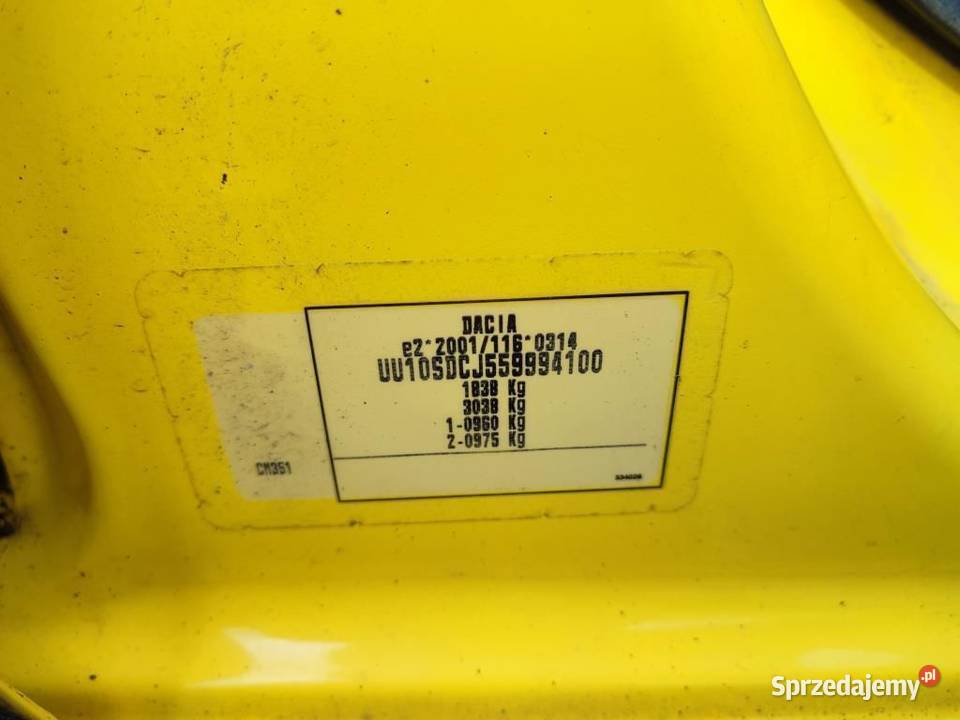 DACIA
e2*2001/116*0314
UU10SDCJ559994100
1838 Kg
3038 Kg
1-0960 Kg
2-0975 Kg
CM351
Sprzedajemy.pl